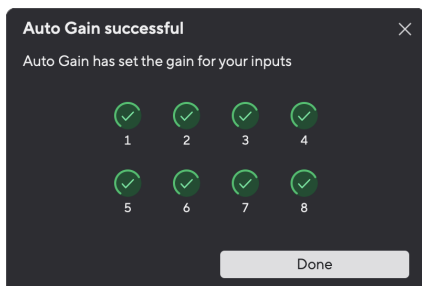 Auto Gain successful
Auto Gain has set the gain for your inputs
1 2 3 4
5 6 7 8
Done